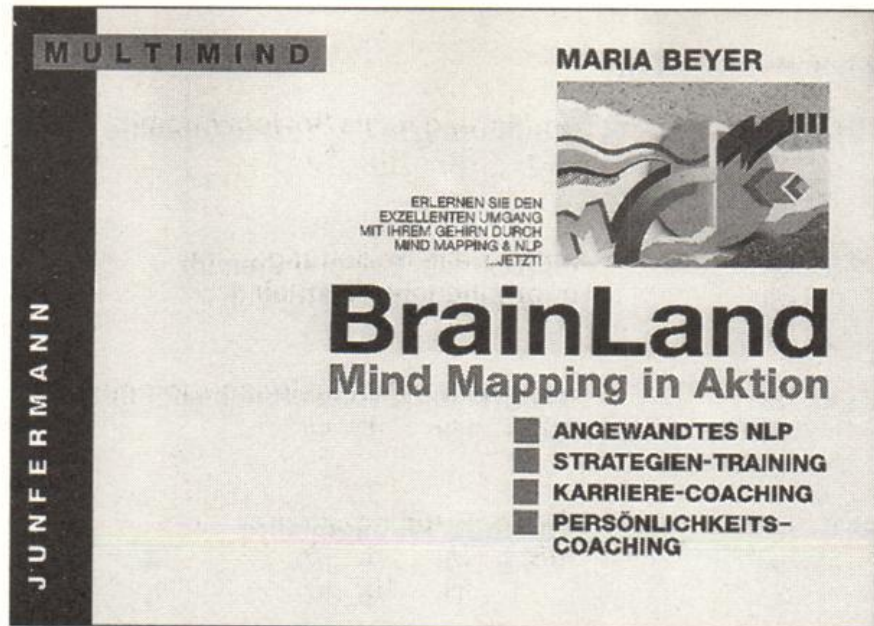 MULTIMIND
MARIA BEYER
ERLERNEN SIE DEN
EXZELLENTEN UMGANG
MIT IHREM GEHIRN DURCH
MIND MAPPING & NLP
...JETZT!
BrainLand
Mind Mapping in Aktion
ANGEWANDTES NLP
STRATEGIEN-TRAINING
KARRIERE-COACHING
PERSÖNLICHKEITS-
COACHING
JUNFERMANN